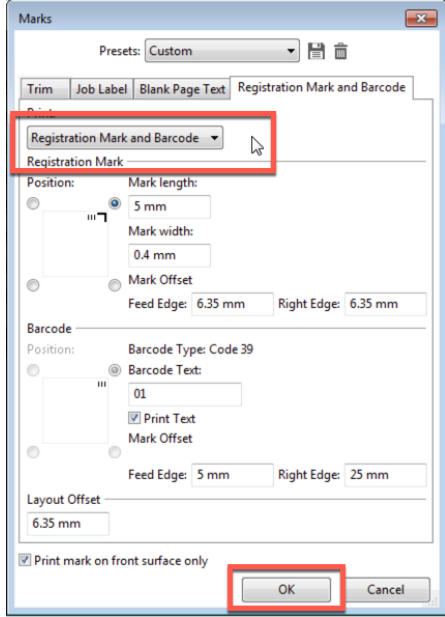 Marks
Presets: Custom
Trim Job Label Blank Page Text Registration Mark and Barcode
Print
Registration Mark and Barcode
Registration Mark
Position: Mark length:
5 mm
Mark width:
0.4 mm
Mark Offset
Feed Edge: 6.35 mm Right Edge: 6.35 mm
Barcode
Position: Barcode Type: Code 39
Barcode Text:
01
Print Text
Mark Offset
Feed Edge: 5 mm Right Edge: 25 mm
Layout Offset
6.35 mm
Print mark on front surface only
OK Cancel